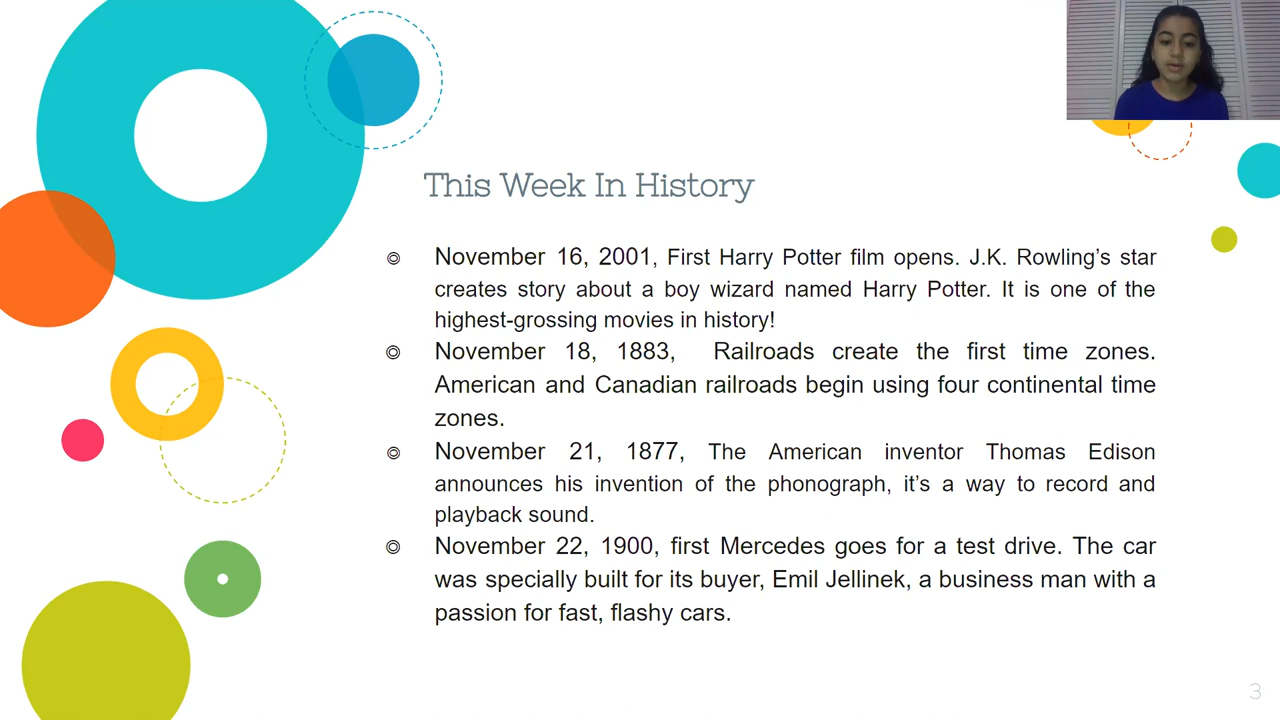 This Week In History
November 16, 2001, First Harry Potter film opens. J.K. Rowling’s star
creates story about a boy wizard named Harry Potter. It is one of the
highest-grossing movies in history!
November 18, 1883, Railroads create the first time zones.
American and Canadian railroads begin using four continental time
zones.
November 21, 1877, The American inventor Thomas Edison
announces his invention of the phonograph, it’s a way to record and
playback sound.
November 22, 1900, first Mercedes goes for a test drive. The car
was specially built for its buyer, Emil Jellinek, a business man with a
passion for fast, flashy cars.
3